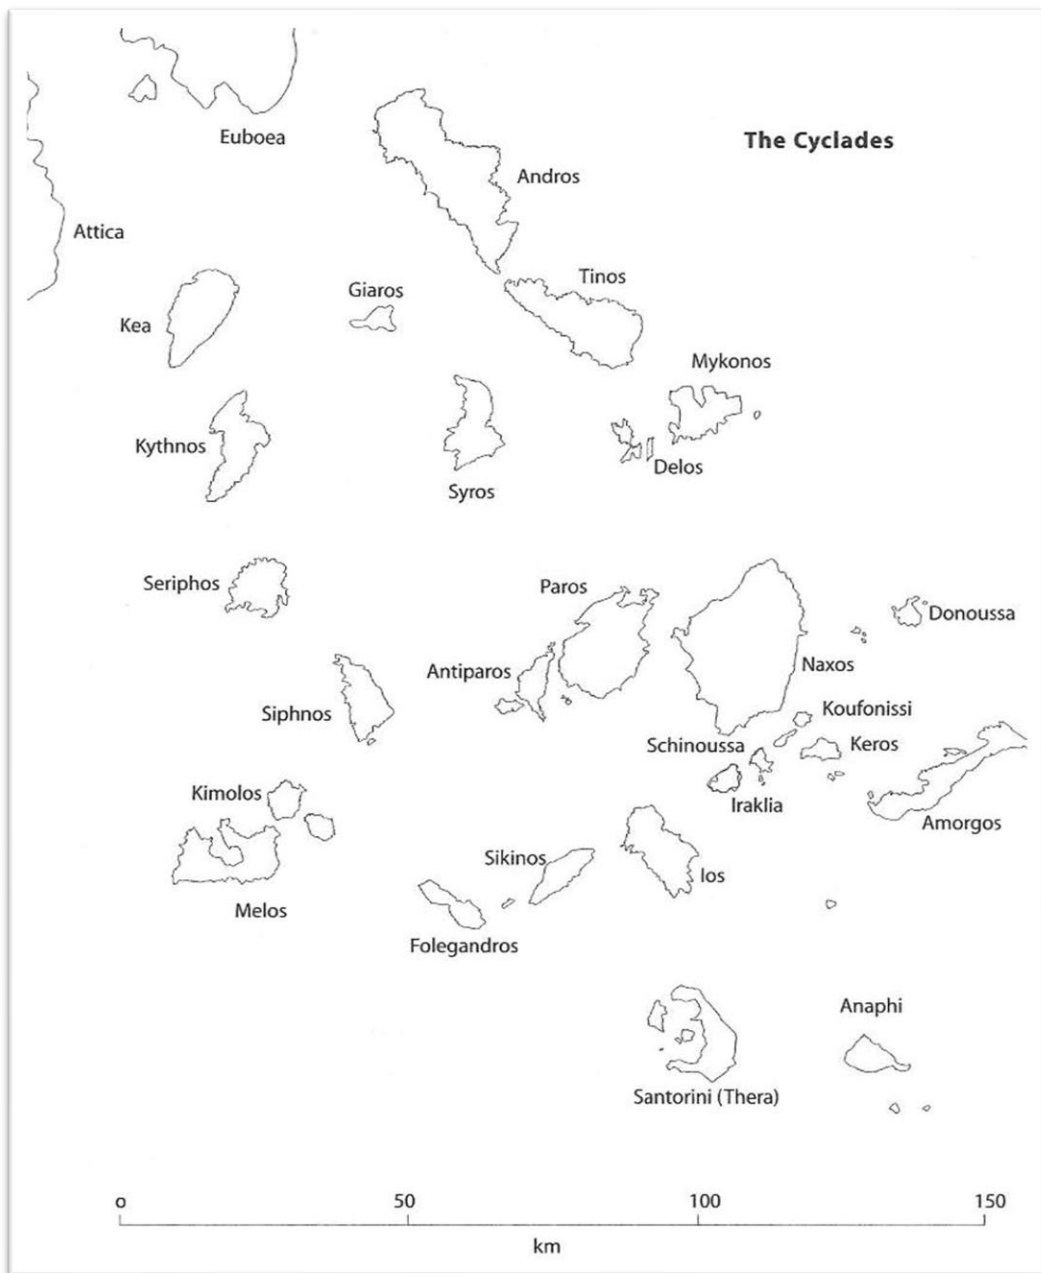 Euboea
The Cyclades
Andros
Attica
Tinos
Giaros
Kea
Mykonos
Kythnos
Delos
Syros
Seriphos
Paros
Donoussa
Naxos
Antiparos
Siphnos
Koufonissi
Schinoussa
Keros
Kimolos
Iraklia
Amorgos
Sikinos
Ios
Melos
Folegandros
Anaphi
Santorini (Thera)
0 50 100 150
km